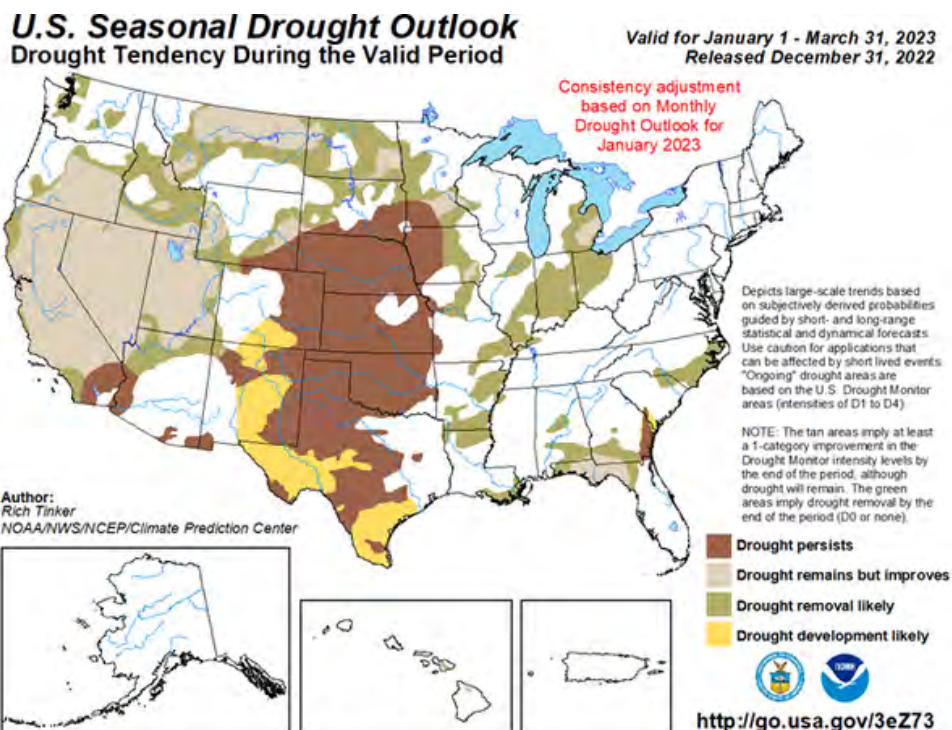 U.S. Seasonal Drought Outlook
Drought Tendency During the Valid Period
Valid for January 1 - March 31, 2023
Released December 31, 2022
Consistency adjustment
based on Monthly
Drought Outlook for
January 2023
Depicts large-scale trends based
on subjectively derived probabilities
guided by short- and long-range
statistical and dynamical forecasts.
Use caution for applications that
can be affected by short lived events.
"Ongoing" drought areas are
based on the U.S. Drought Monitor
areas (intensities of D1 to D4).
NOTE: The tan areas imply at least
a 1-category improvement in the
Drought Monitor intensity levels by
the end of the period, although
drought will remain. The green
areas imply drought removal by the
end of the period (D0 or none).
Author:
Rich Tinker
NOAA/NWS/NCEP/Climate Prediction Center
Drought persists
Drought remains but improves
Drought removal likely
Drought development likely
http://go.usa.gov/3eZ73